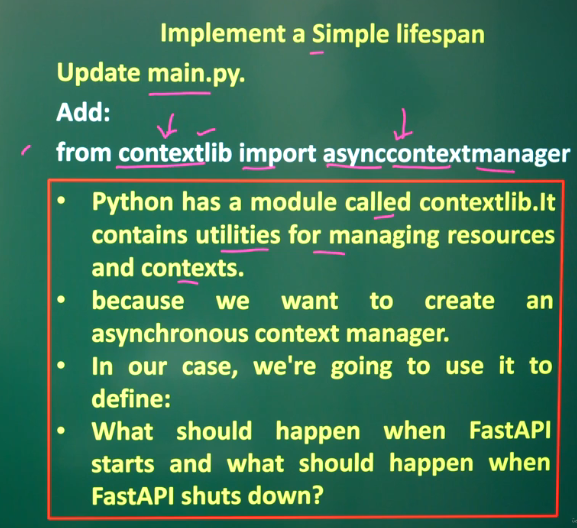 Implement a Simple lifespan
Update main.py.
Add:
from contextlib import asynccontextmanager
• Python has a module called contextlib.It
contains utilities for managing resources
and contexts.
• because we want to create an
asynchronous context manager.
• In our case, we're going to use it to
define:
• What should happen when FastAPI
starts and what should happen when
FastAPI shuts down?